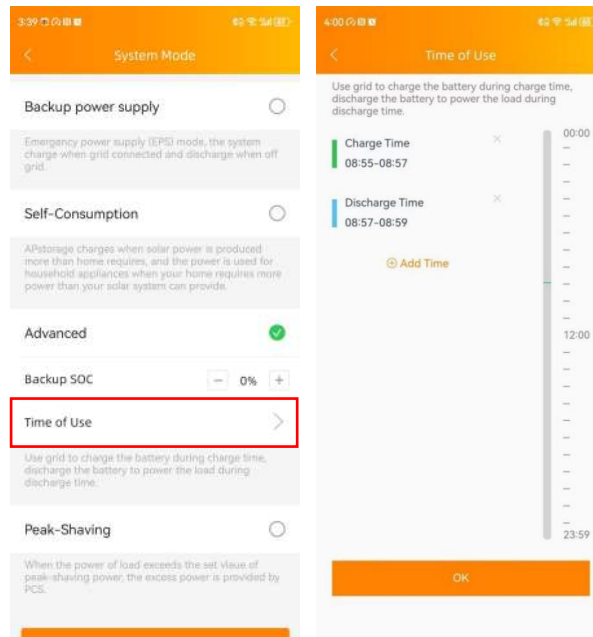 3:39
System Mode
Backup power supply
Emergency power supply (EPS) mode, the system
charge when grid connected and discharge when off
grid.
Self-Consumption
APstorage charges when solar power is produced
more than home requires, and the power is used for
household appliances when your home requires more
power than your solar system can provide.
Advanced
Backup SOC
− 0% +
Time of Use
Use grid to charge the battery during charge time,
discharge the battery to power the load during
discharge time.
Peak-Shaving
When the power of load exceeds the set vlaue of
peak-shaving power, the excess power is provided by
PCS.
4:00
Time of Use
Use grid to charge the battery during charge time,
discharge the battery to power the load during
discharge time.
Charge Time
08:55-08:57
Discharge Time
08:57-08:59
Add Time
00:00
12:00
23:59
OK